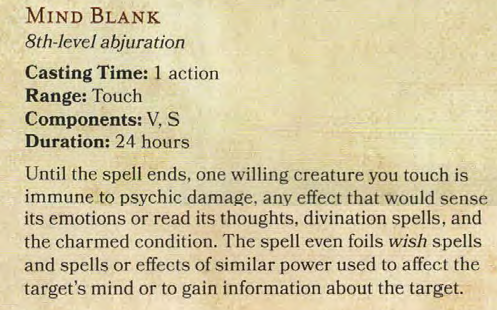 MIND BLANK
8th-level abjuration
Casting Time: 1 action
Range: Touch
Components: V, S
Duration: 24 hours
Until the spell ends, one willing creature you touch is
immune to psychic damage, any effect that would sense
its emotions or read its thoughts, divination spells, and
the charmed condition. The spell even foils wish spells
and spells or effects of similar power used to affect the
target's mind or to gain information about the target.